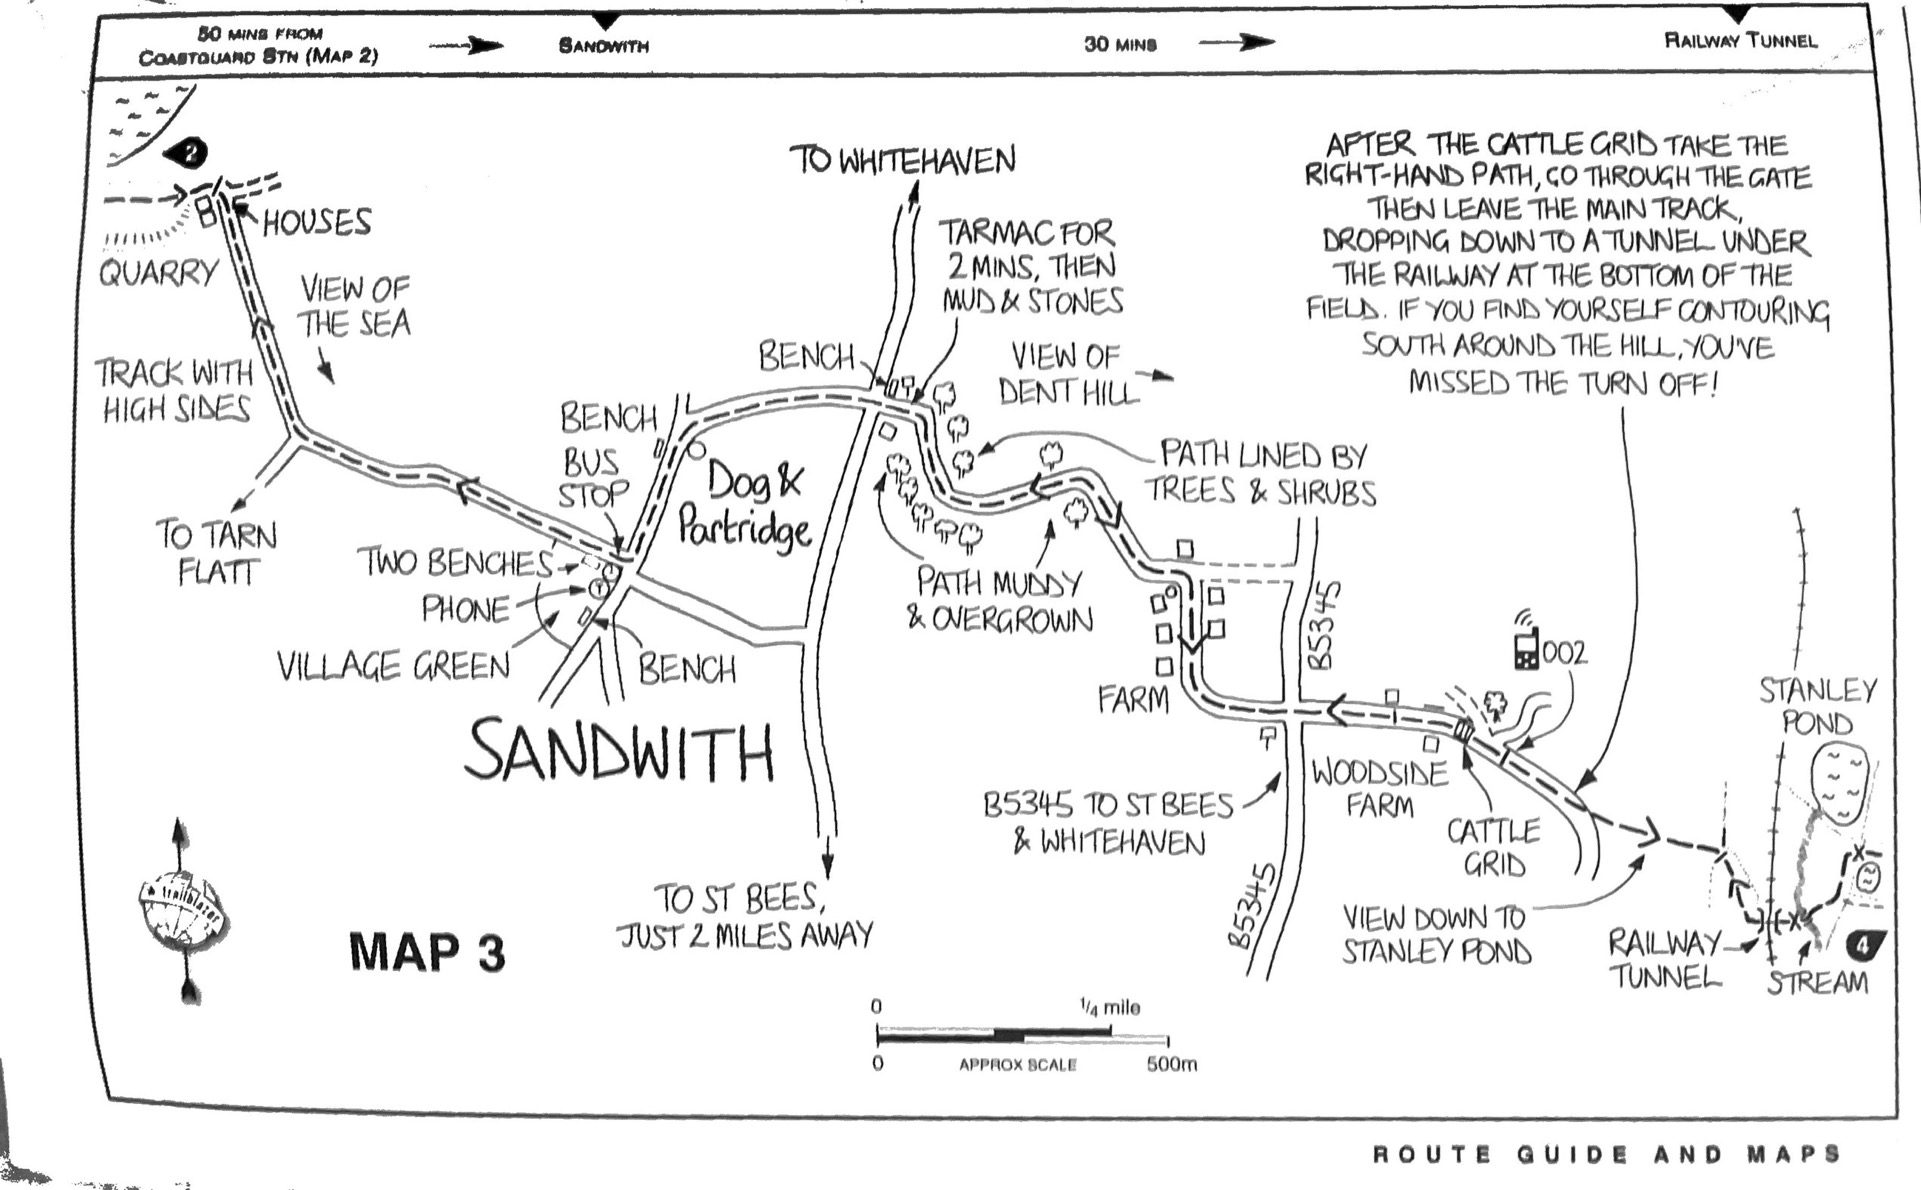 50 MINS FROM
COASTGUARD STN (MAP 2)
SANDWITH
30 MINS
RAILWAY TUNNEL
2
HOUSES
QUARRY
VIEW OF
THE SEA
TRACK WITH
HIGH SIDES
TO TARN
FLATT
TO WHITEHAVEN
TARMAC FOR
2 MINS, THEN
MUD & STONES
BENCH
VIEW OF
DENT HILL
AFTER THE CATTLE GRID TAKE THE
RIGHT-HAND PATH, GO THROUGH THE GATE
THEN LEAVE THE MAIN TRACK,
DROPPING DOWN TO A TUNNEL UNDER
THE RAILWAY AT THE BOTTOM OF THE
FIELD. IF YOU FIND YOURSELF CONTOURING
SOUTH AROUND THE HILL, YOU'VE
MISSED THE TURN OFF!
BENCH
BUS
STOP
Dog &
Partridge
PATH LINED BY
TREES & SHRUBS
TWO BENCHES
PHONE
VILLAGE GREEN
BENCH
PATH MUDDY
& OVERGROWN
SANDWITH
FARM
B5345
002
STANLEY
POND
WOODSIDE
FARM
B5345 TO ST BEES
& WHITEHAVEN
CATTLE
GRID
B5345
VIEW DOWN TO
STANLEY POND
RAILWAY
TUNNEL
STREAM
4
TO ST BEES,
JUST 2 MILES AWAY
trailblazer
MAP 3
0
1/4 mile
0
APPROX SCALE
500m
ROUTE GUIDE AND MAPS